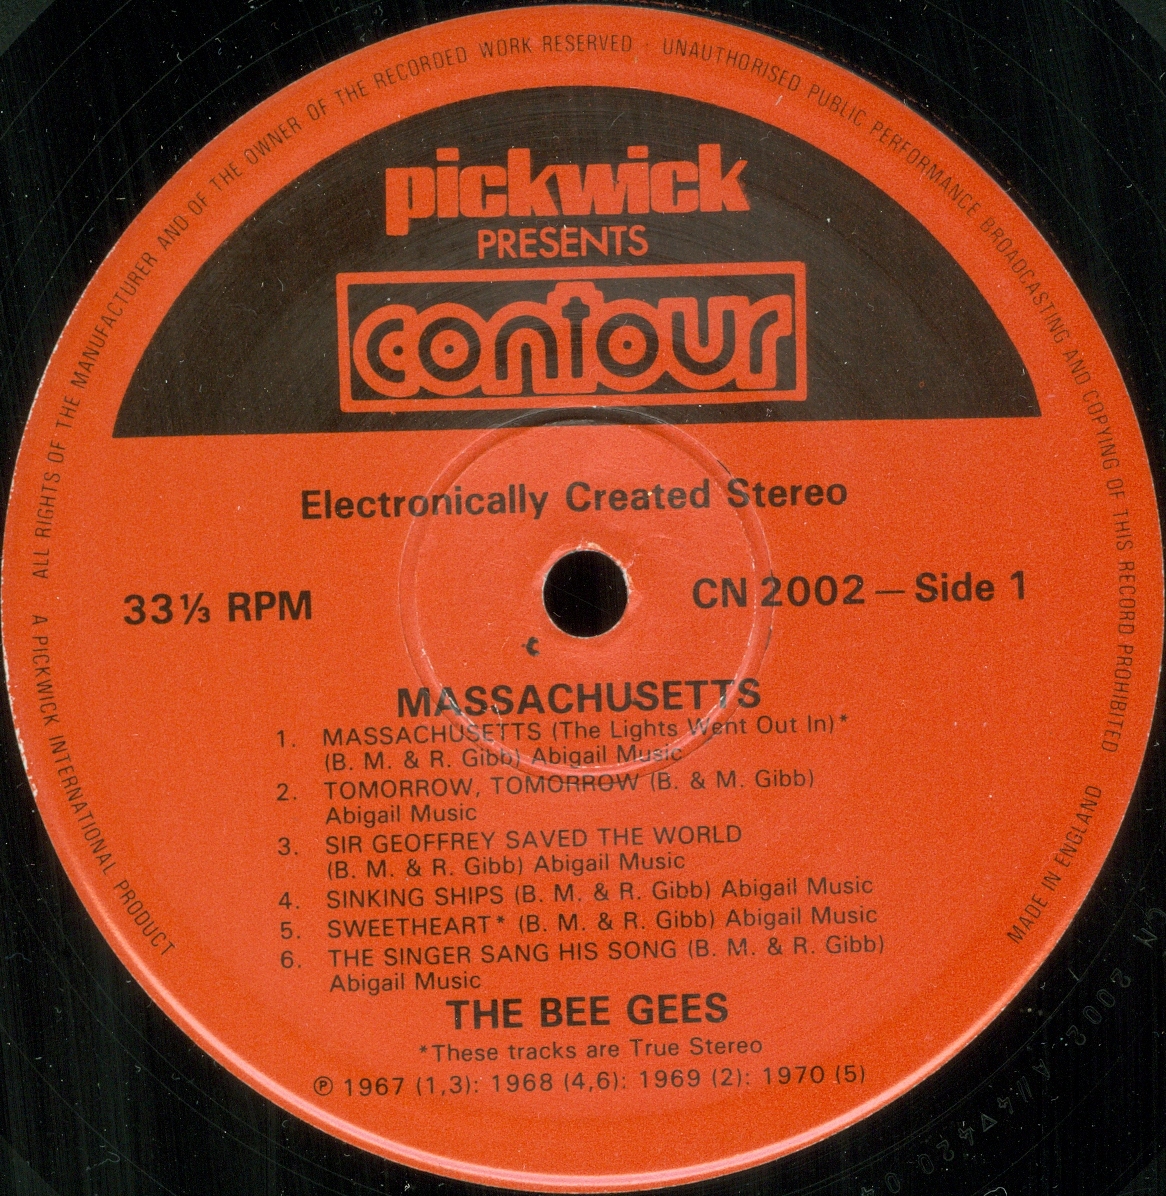 ALL RIGHTS OF THE MANUFACTURER AND OF THE OWNER OF THE RECORDED WORK RESERVED · UNAUTHORISED PUBLIC PERFORMANCE BROADCASTING AND COPYING OF THIS RECORD PROHIBITED
pickwick
PRESENTS
contour
Electronically Created Stereo
33⅓ RPM
CN 2002 — Side 1
MASSACHUSETTS
1. MASSACHUSETTS (The Lights Went Out In)*
(B. M. & R. Gibb) Abigail Music
2. TOMORROW, TOMORROW (B. & M. Gibb)
Abigail Music
3. SIR GEOFFREY SAVED THE WORLD
(B. M. & R. Gibb) Abigail Music
4. SINKING SHIPS (B. M. & R. Gibb) Abigail Music
5. SWEETHEART* (B. M. & R. Gibb) Abigail Music
6. THE SINGER SANG HIS SONG (B. M. & R. Gibb)
Abigail Music
THE BEE GEES
*These tracks are True Stereo
℗ 1967 (1,3): 1968 (4,6): 1969 (2): 1970 (5)
A PICKWICK INTERNATIONAL PRODUCT
MADE IN ENGLAND
CN 2002 A